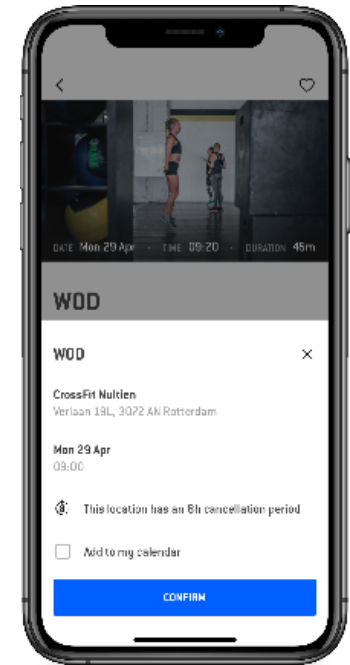 DATE Mon 29 Apr · TIME 09:20 · DURATION 45m
WOD
WOD
CrossFit Nultien
Verlaan 19L, 3072 AN Rotterdam
Mon 29 Apr
09:00
This location has an 6h cancellation period
Add to my calendar
CONFIRM